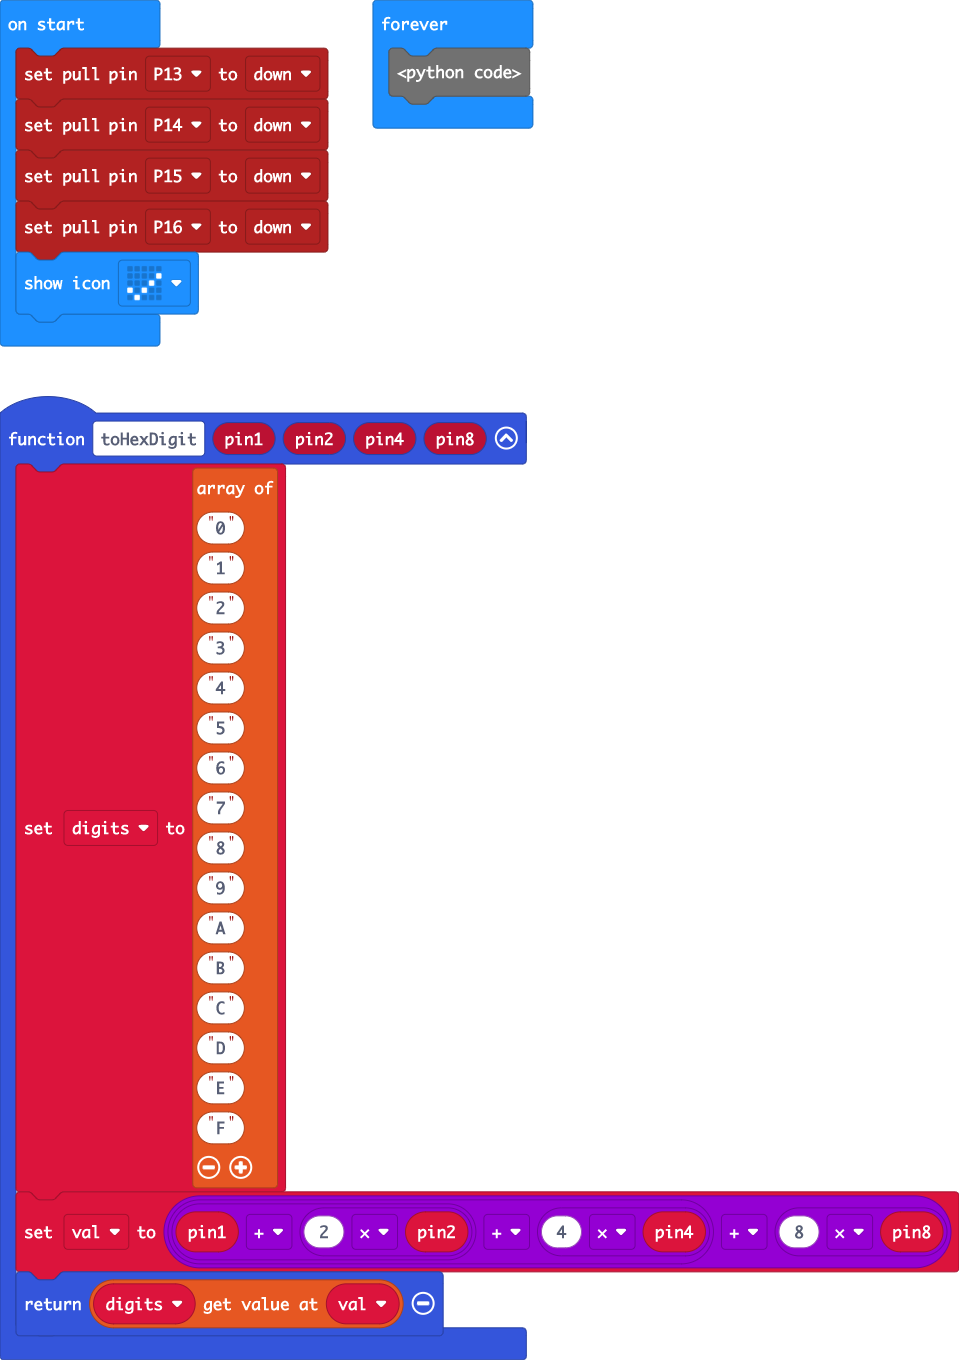 on start
set pull pin P13 to down
set pull pin P14 to down
set pull pin P15 to down
set pull pin P16 to down
show icon
forever
<python code>
function toHexDigit pin1 pin2 pin4 pin8
set digits to array of
"0"
"1"
"2"
"3"
"4"
"5"
"6"
"7"
"8"
"9"
"A"
"B"
"C"
"D"
"E"
"F"
set val to pin1 + 2 × pin2 + 4 × pin4 + 8 × pin8
return digits get value at val